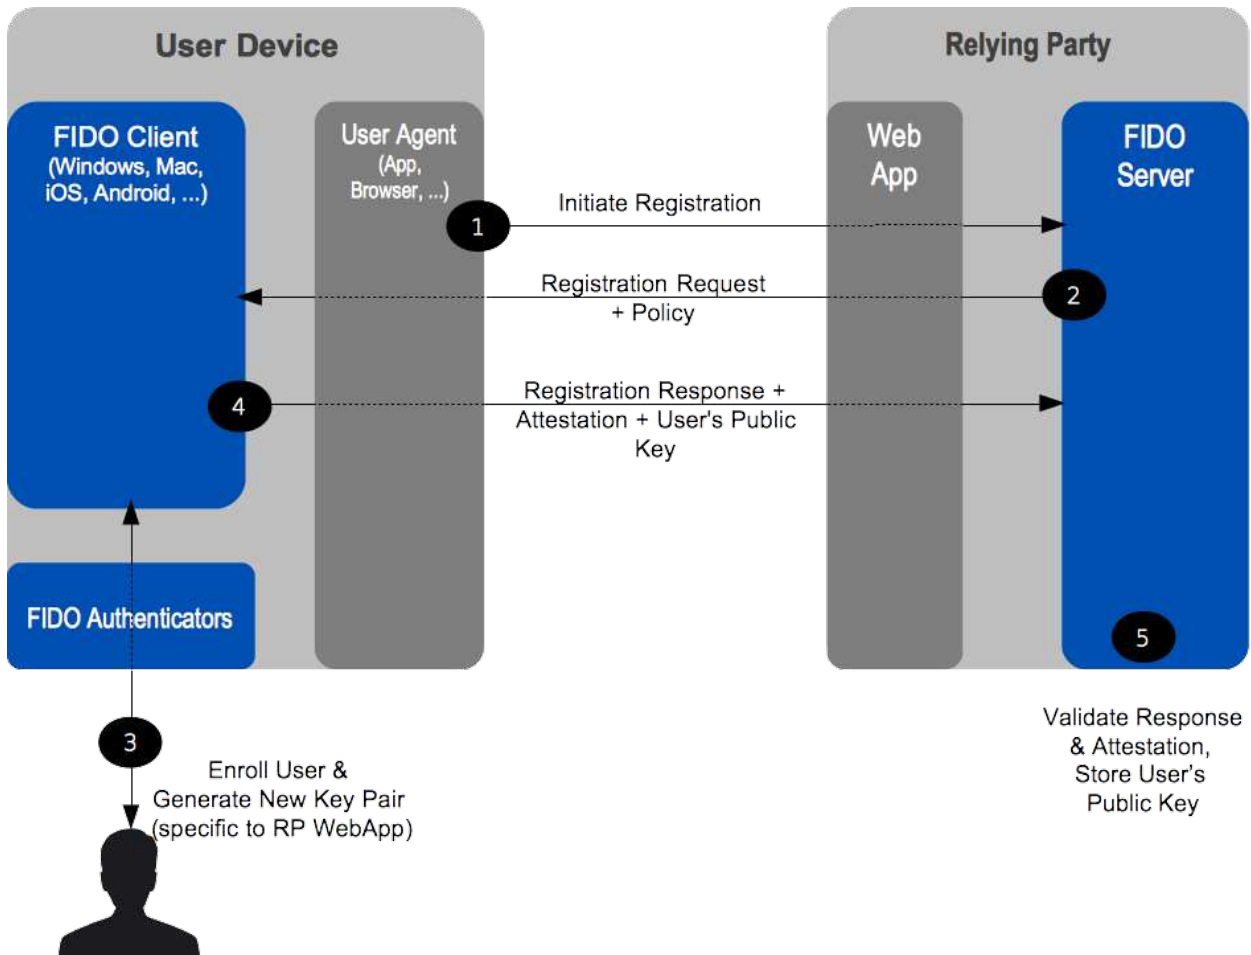 User Device
Relying Party
FIDO Client
(Windows, Mac,
iOS, Android, ...)
User Agent
(App,
Browser, ...)
Web
App
FIDO
Server
1
Initiate Registration
2
Registration Request
+ Policy
4
Registration Response +
Attestation + User's Public
Key
FIDO Authenticators
5
3
Enroll User &
Generate New Key Pair
(specific to RP WebApp)
Validate Response
& Attestation,
Store User’s
Public Key